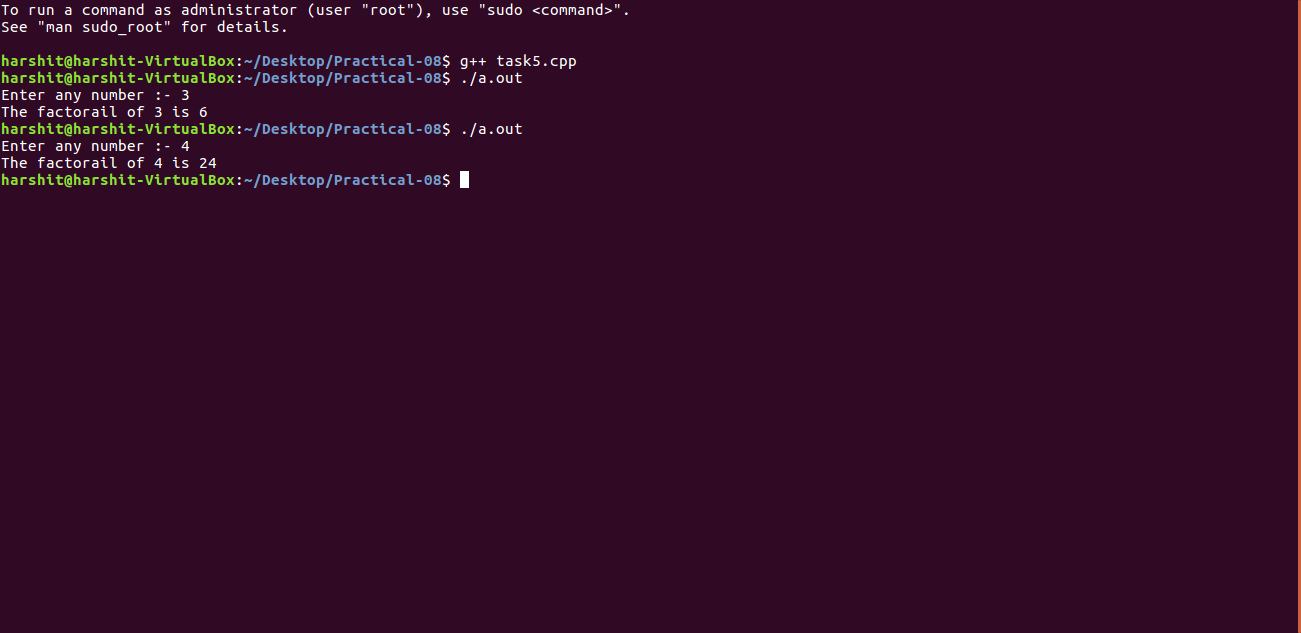 To run a command as administrator (user "root"), use "sudo <command>".
See "man sudo_root" for details.
harshit@harshit-VirtualBox:~/Desktop/Practical-08$ g++ task5.cpp
harshit@harshit-VirtualBox:~/Desktop/Practical-08$ ./a.out
Enter any number :- 3
The factorail of 3 is 6
harshit@harshit-VirtualBox:~/Desktop/Practical-08$ ./a.out
Enter any number :- 4
The factorail of 4 is 24
harshit@harshit-VirtualBox:~/Desktop/Practical-08$